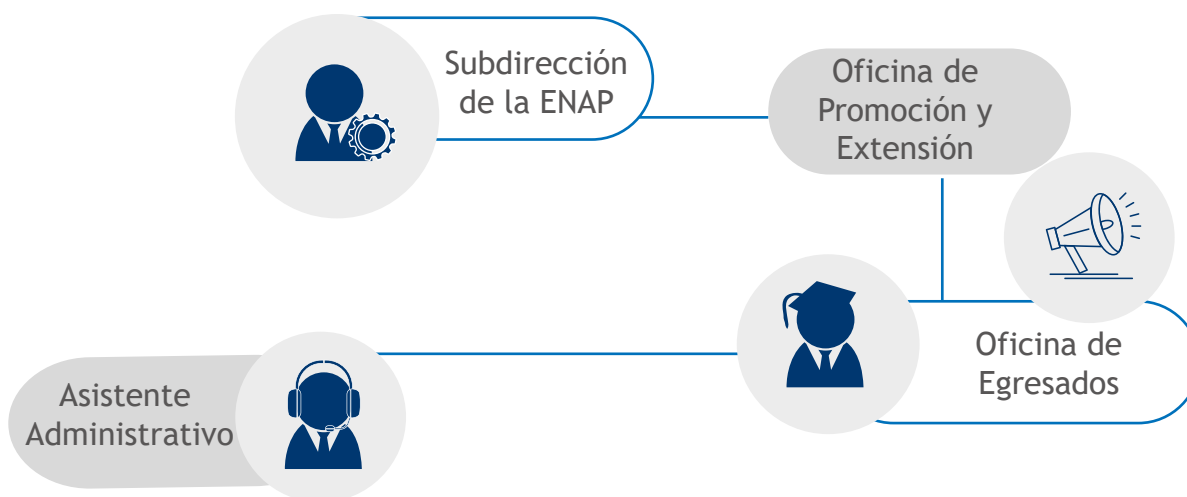 Subdirección
de la ENAP
Oficina de
Promoción y
Extensión
Oficina de
Egresados
Asistente
Administrativo